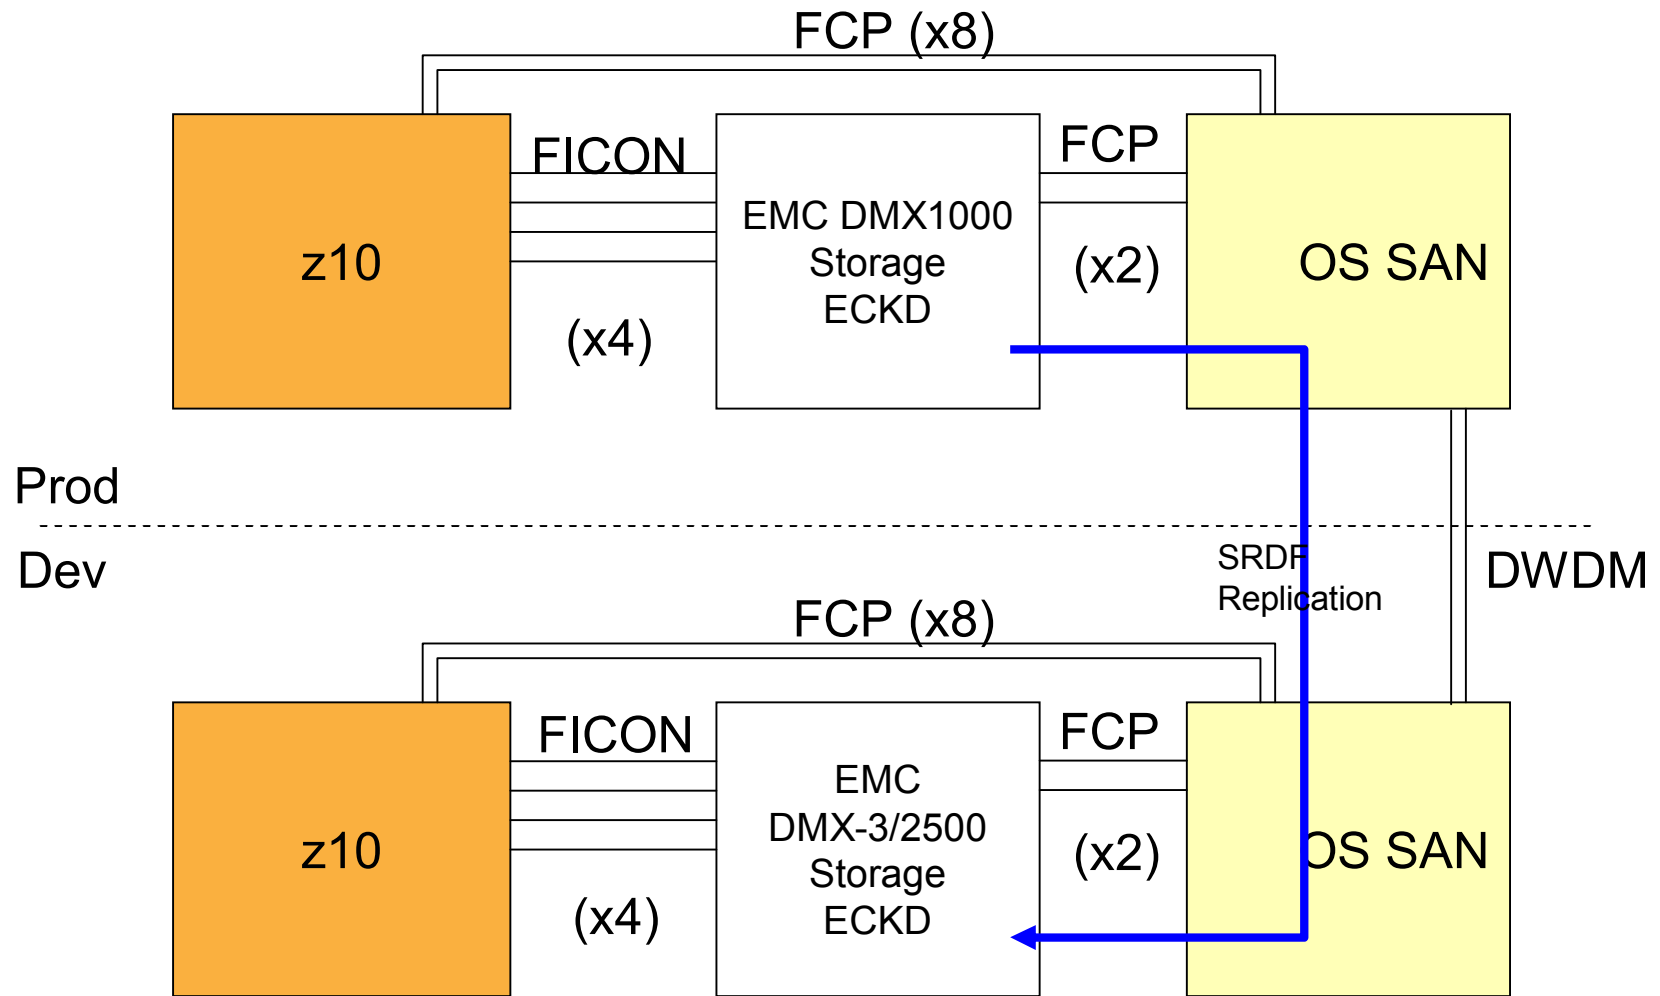 FCP (x8)
FICON
FCP
z10
EMC DMX1000
Storage
ECKD
(x2)
OS SAN
(x4)
Prod
Dev
SRDF
Replication
DWDM
FCP (x8)
FICON
FCP
z10
EMC
DMX-3/2500
Storage
ECKD
(x2)
OS SAN
(x4)